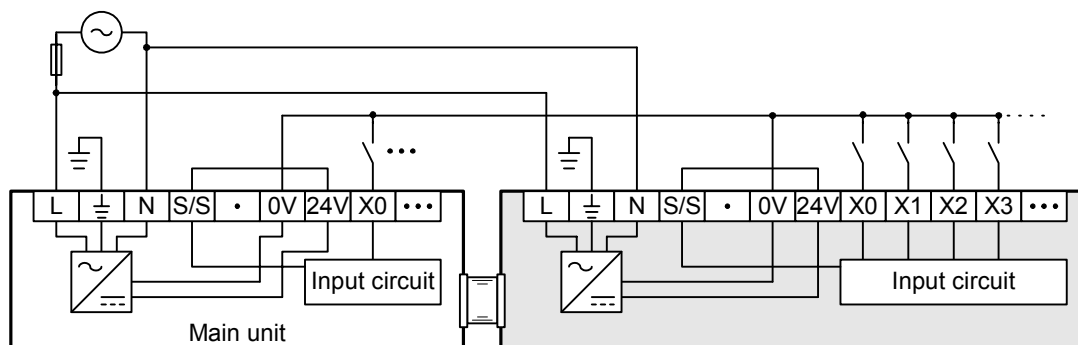 L N S/S • 0V 24V X0 •••
L N S/S • 0V 24V X0 X1 X2 X3 •••
Input circuit
Input circuit
Main unit